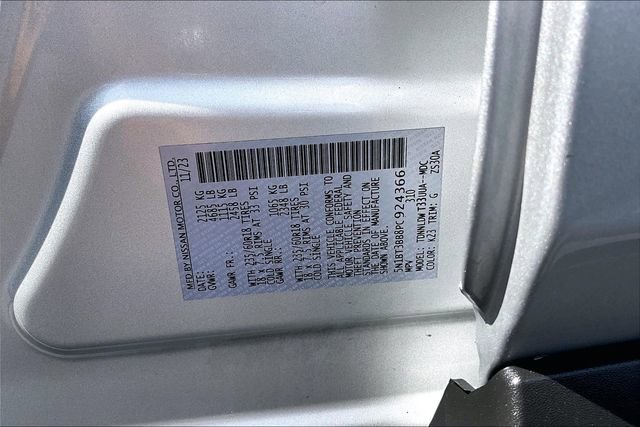 MFD BY NISSAN MOTOR CO., LTD.
DATE: 11/23
GVWR: 2125 KG
4685 LB
GAWR FR.: 1115 KG
2458 LB
WITH 235/60R18 TIRES
18 X 7.5 RIMS AT 33 PSI
COLD SINGLE
GAWR RR.: 1065 KG
2348 LB
WITH 235/60R18 TIRES
18 X 7.5 RIMS AT 30 PSI
COLD SINGLE
THIS VEHICLE CONFORMS TO
ALL APPLICABLE FEDERAL
MOTOR VEHICLE SAFETY AND
THEFT PREVENTION
STANDARDS IN EFFECT ON
THE DATE OF MANUFACTURE
SHOWN ABOVE.
5N1BT3BB8PC924366
MPV 310
MODEL: TDNNLDWT33UUA--MDC
COLOR: K23 TRIM: G ZS30A